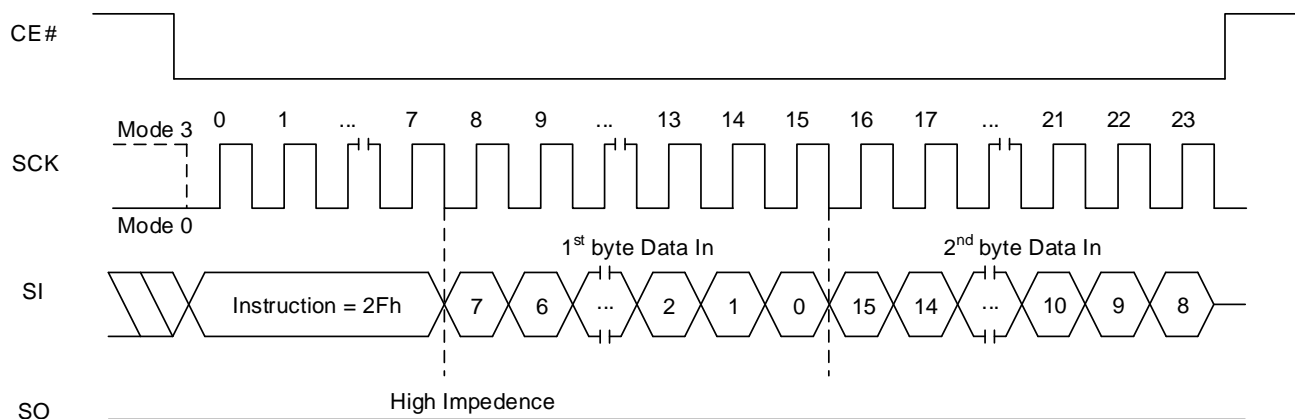 CE#
Mode 3
0 1 ... 7 8 9 ... 13 14 15 16 17 ... 21 22 23
SCK
Mode 0
1st byte Data In 2nd byte Data In
SI
Instruction = 2Fh 7 6 ... 2 1 0 15 14 ... 10 9 8
High Impedence
SO